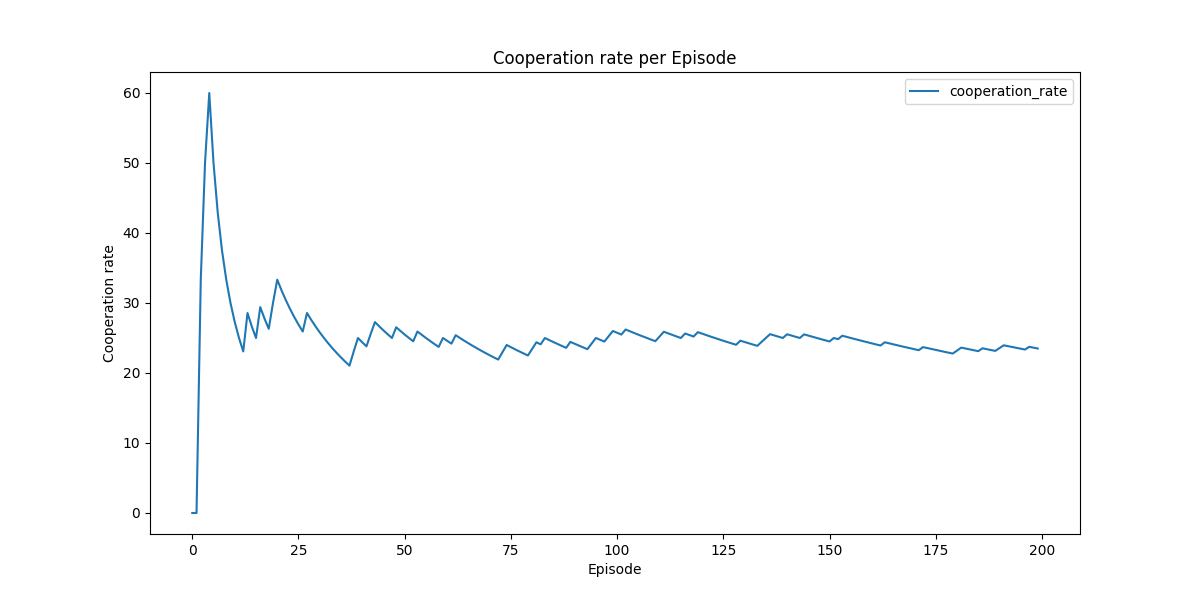 Cooperation rate per Episode
cooperation_rate
Cooperation rate
60
50
40
30
20
10
0
0 25 50 75 100 125 150 175 200
Episode